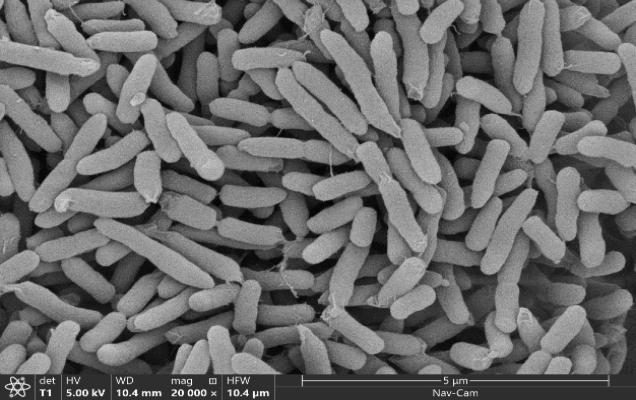 det HV WD mag HFW 5 µm
T1 5.00 kV 10.4 mm 20 000 x 10.4 µm Nav-Cam